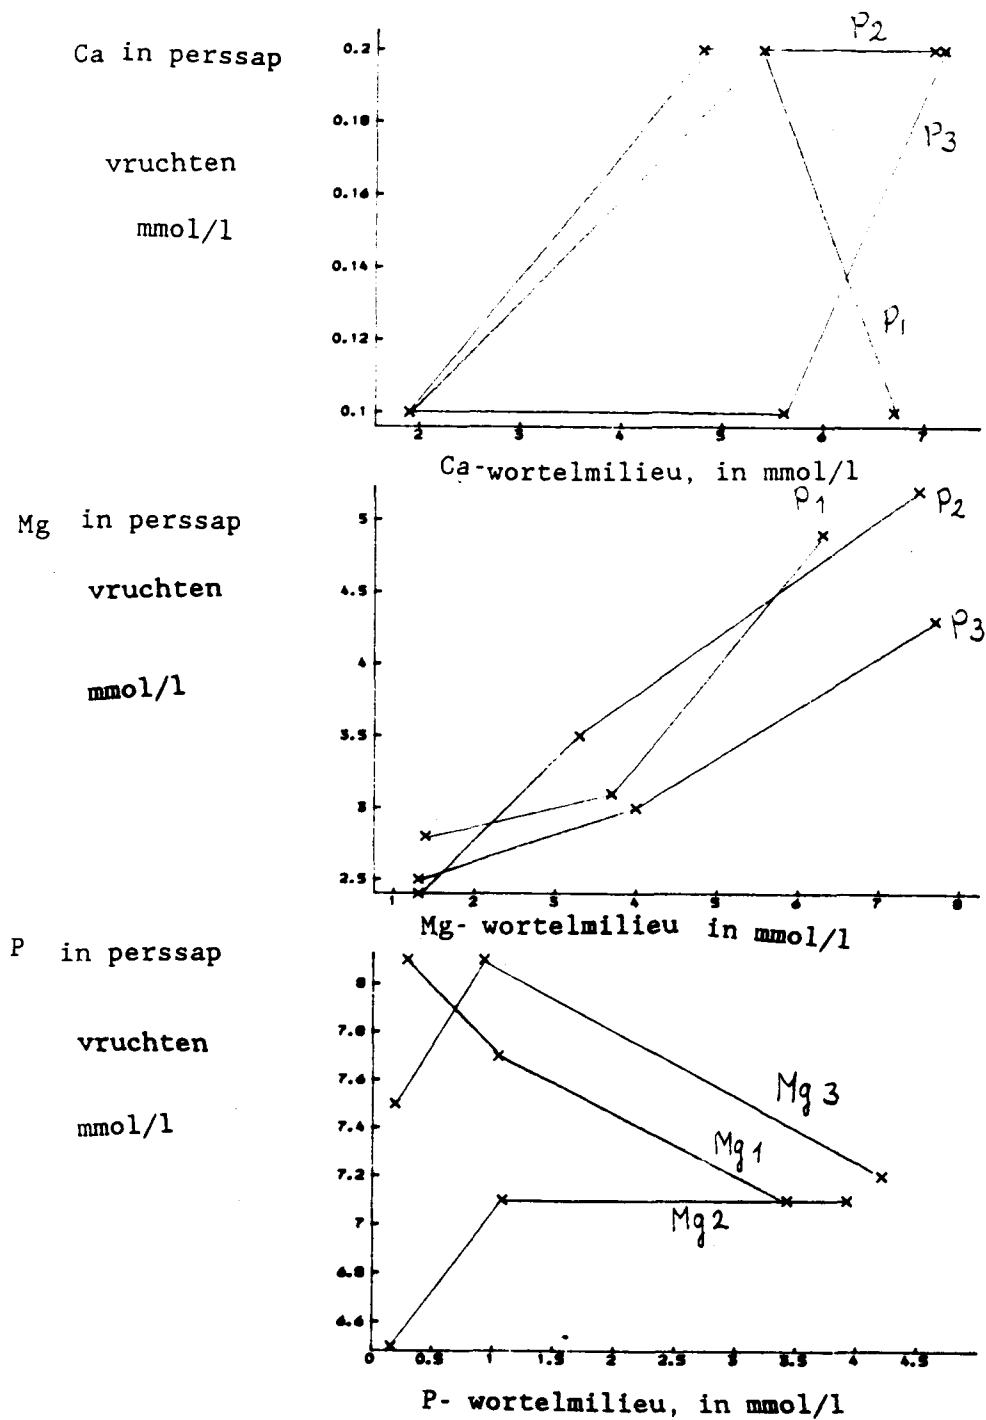 Ca in perssap
vruchten
mmol/l
0.2
0.18
0.16
0.14
0.12
0.1
P2
P3
P1
2 3 4 5 6 7
Ca-wortelmilieu, in mmol/l
Mg in perssap
vruchten
mmol/l
5
4.5
4
3.5
3
2.5
P1
P2
P3
1 2 3 4 5 6 7 8
Mg- wortelmilieu in mmol/l
P in perssap
vruchten
mmol/l
8
7.8
7.6
7.4
7.2
7
6.8
6.6
Mg 3
Mg 1
Mg 2
0 0.5 1 1.5 2 2.5 3 3.5 4 4.5
P- wortelmilieu, in mmol/l